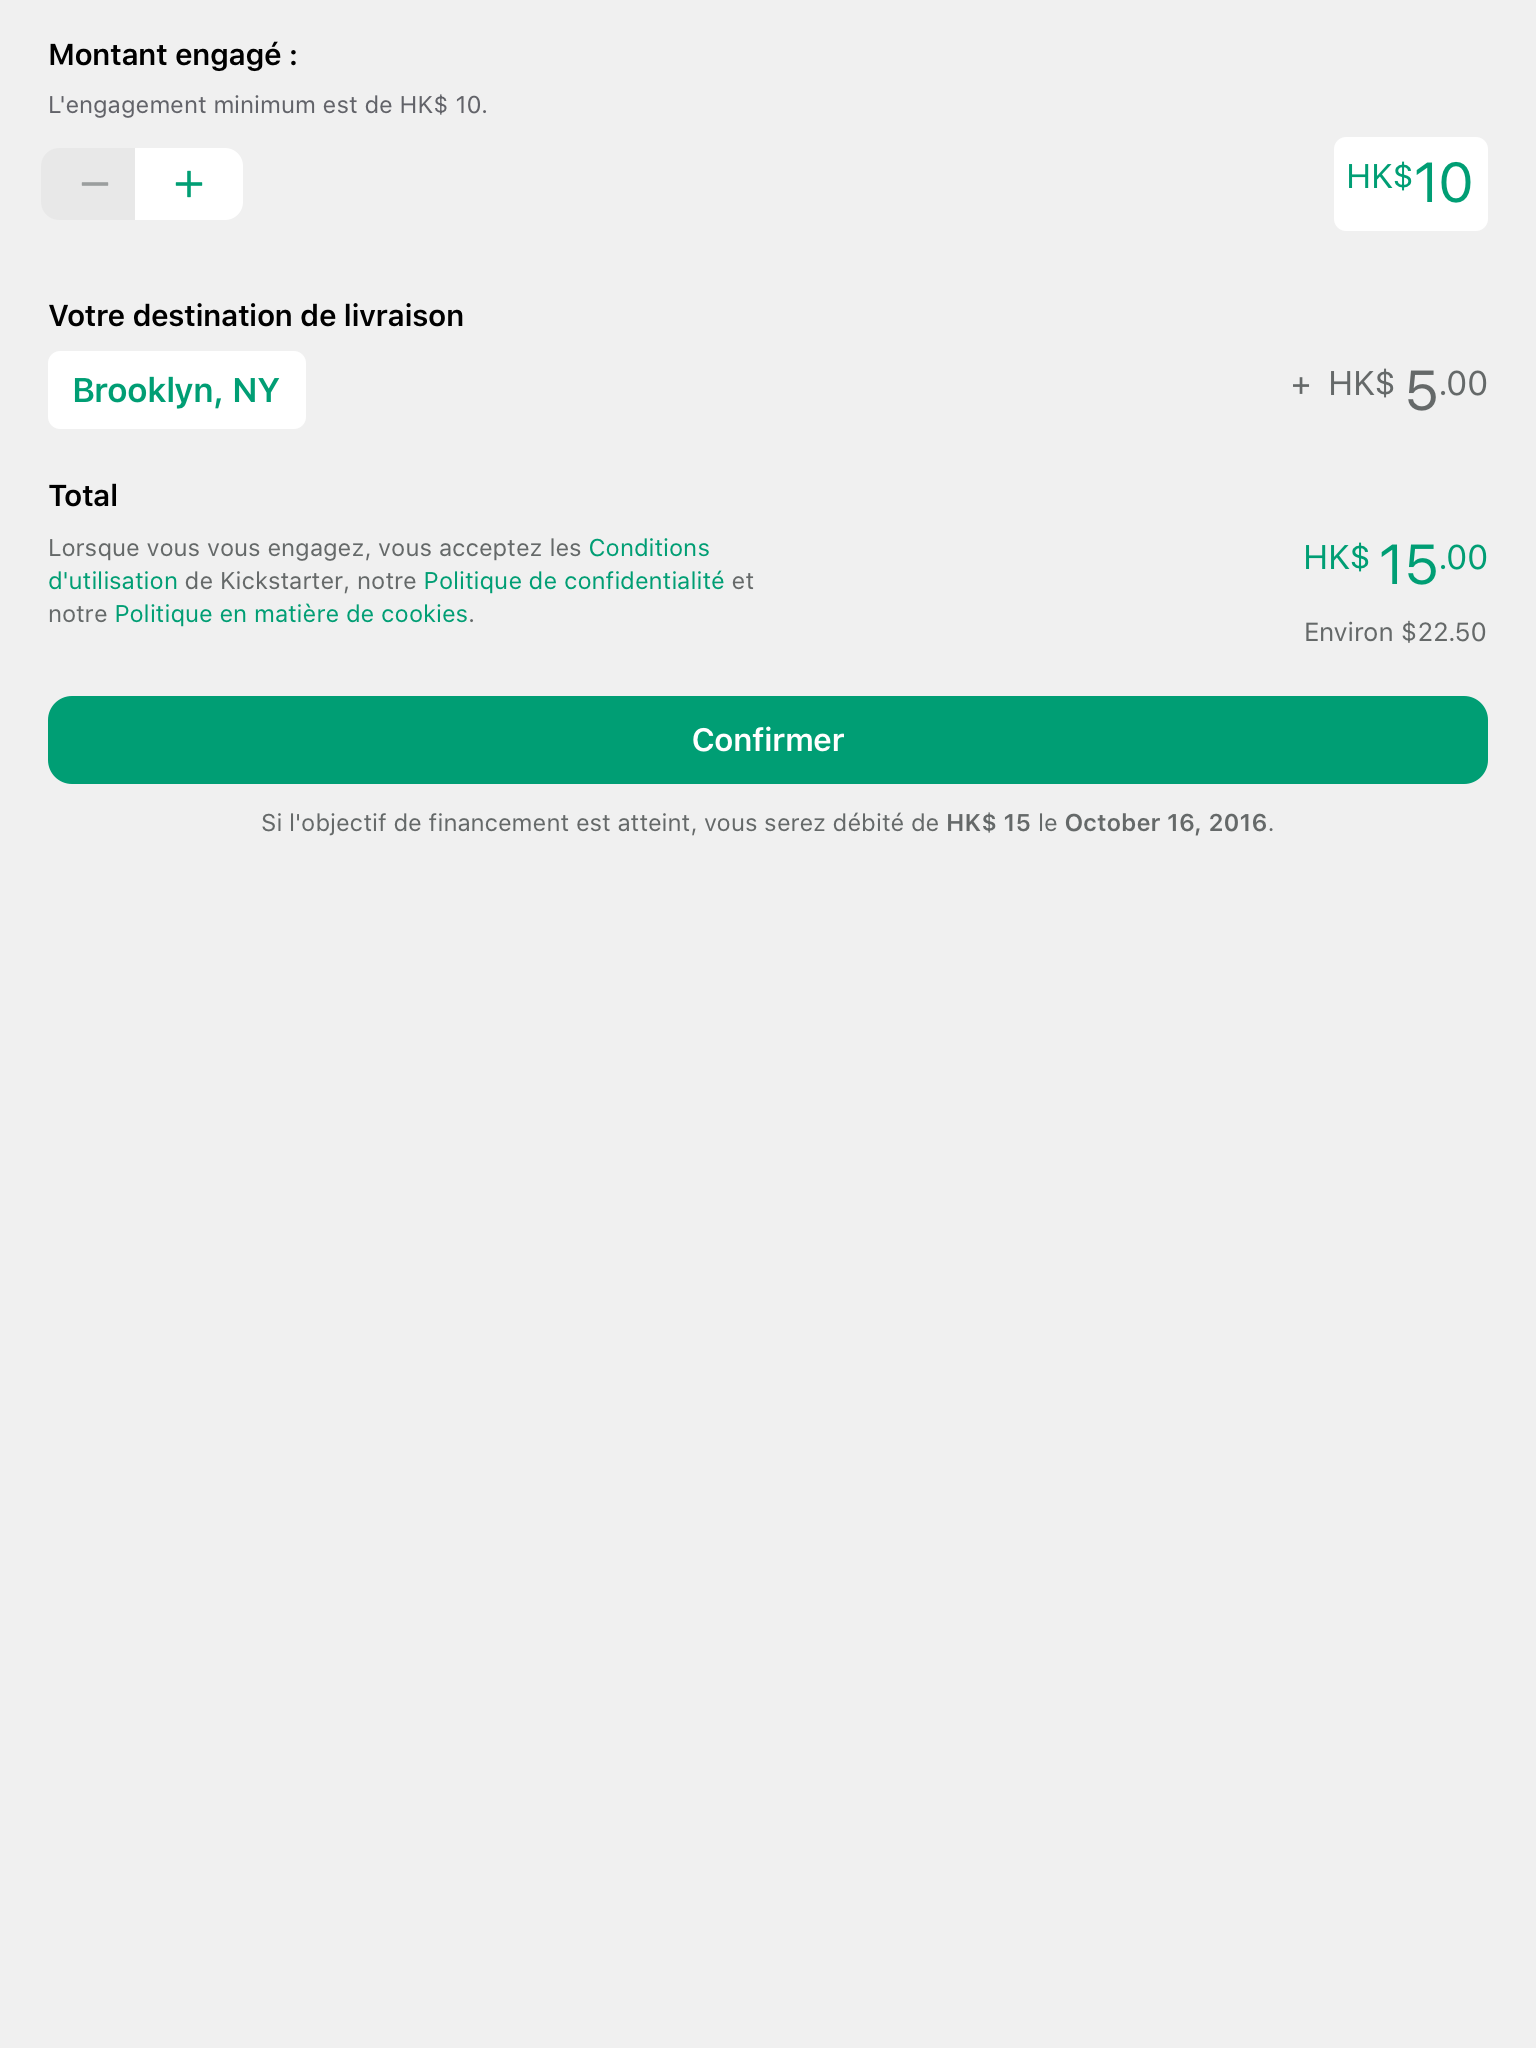 Montant engagé :
L'engagement minimum est de HK$ 10.
− +
HK$10
Votre destination de livraison
Brooklyn, NY
+ HK$ 5.00
Total
Lorsque vous vous engagez, vous acceptez les Conditions
d'utilisation de Kickstarter, notre Politique de confidentialité et
notre Politique en matière de cookies.
HK$ 15.00
Environ $22.50
Confirmer
Si l'objectif de financement est atteint, vous serez débité de HK$ 15 le October 16, 2016.